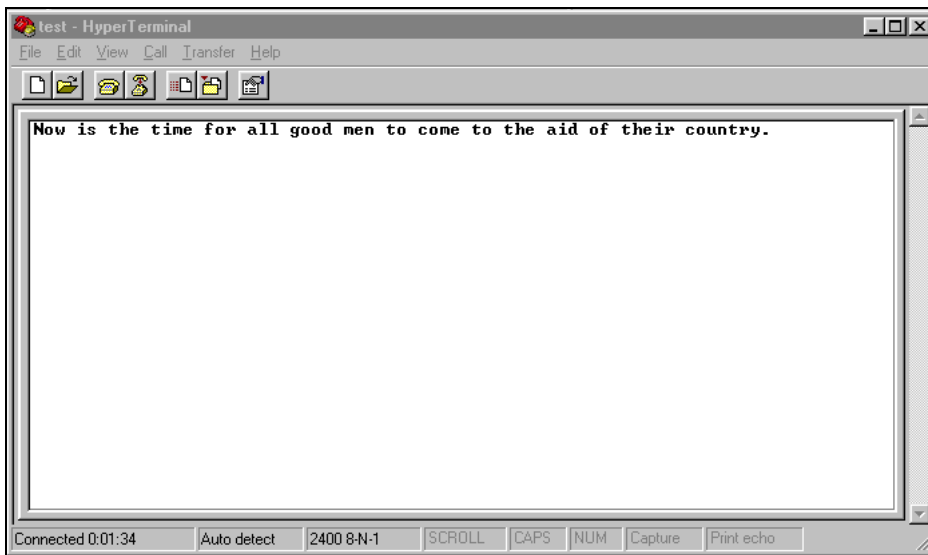 test - HyperTerminal
File Edit View Call Transfer Help
Now is the time for all good men to come to the aid of their country.
Connected 0:01:34 Auto detect 2400 8-N-1 SCROLL CAPS NUM Capture Print echo